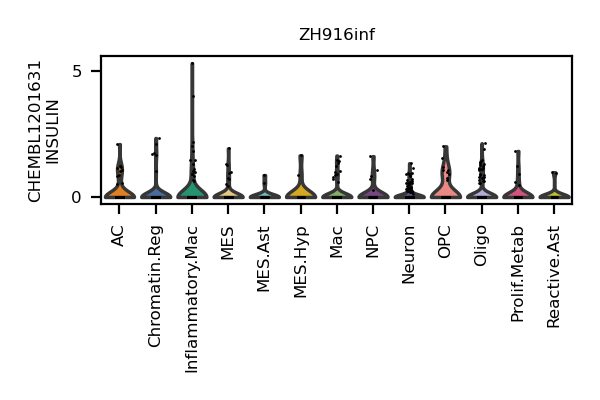 ZH916inf
CHEMBL1201631
INSULIN
5
0
AC
Chromatin.Reg
Inflammatory.Mac
MES
MES.Ast
MES.Hyp
Mac
NPC
Neuron
OPC
Oligo
Prolif.Metab
Reactive.Ast